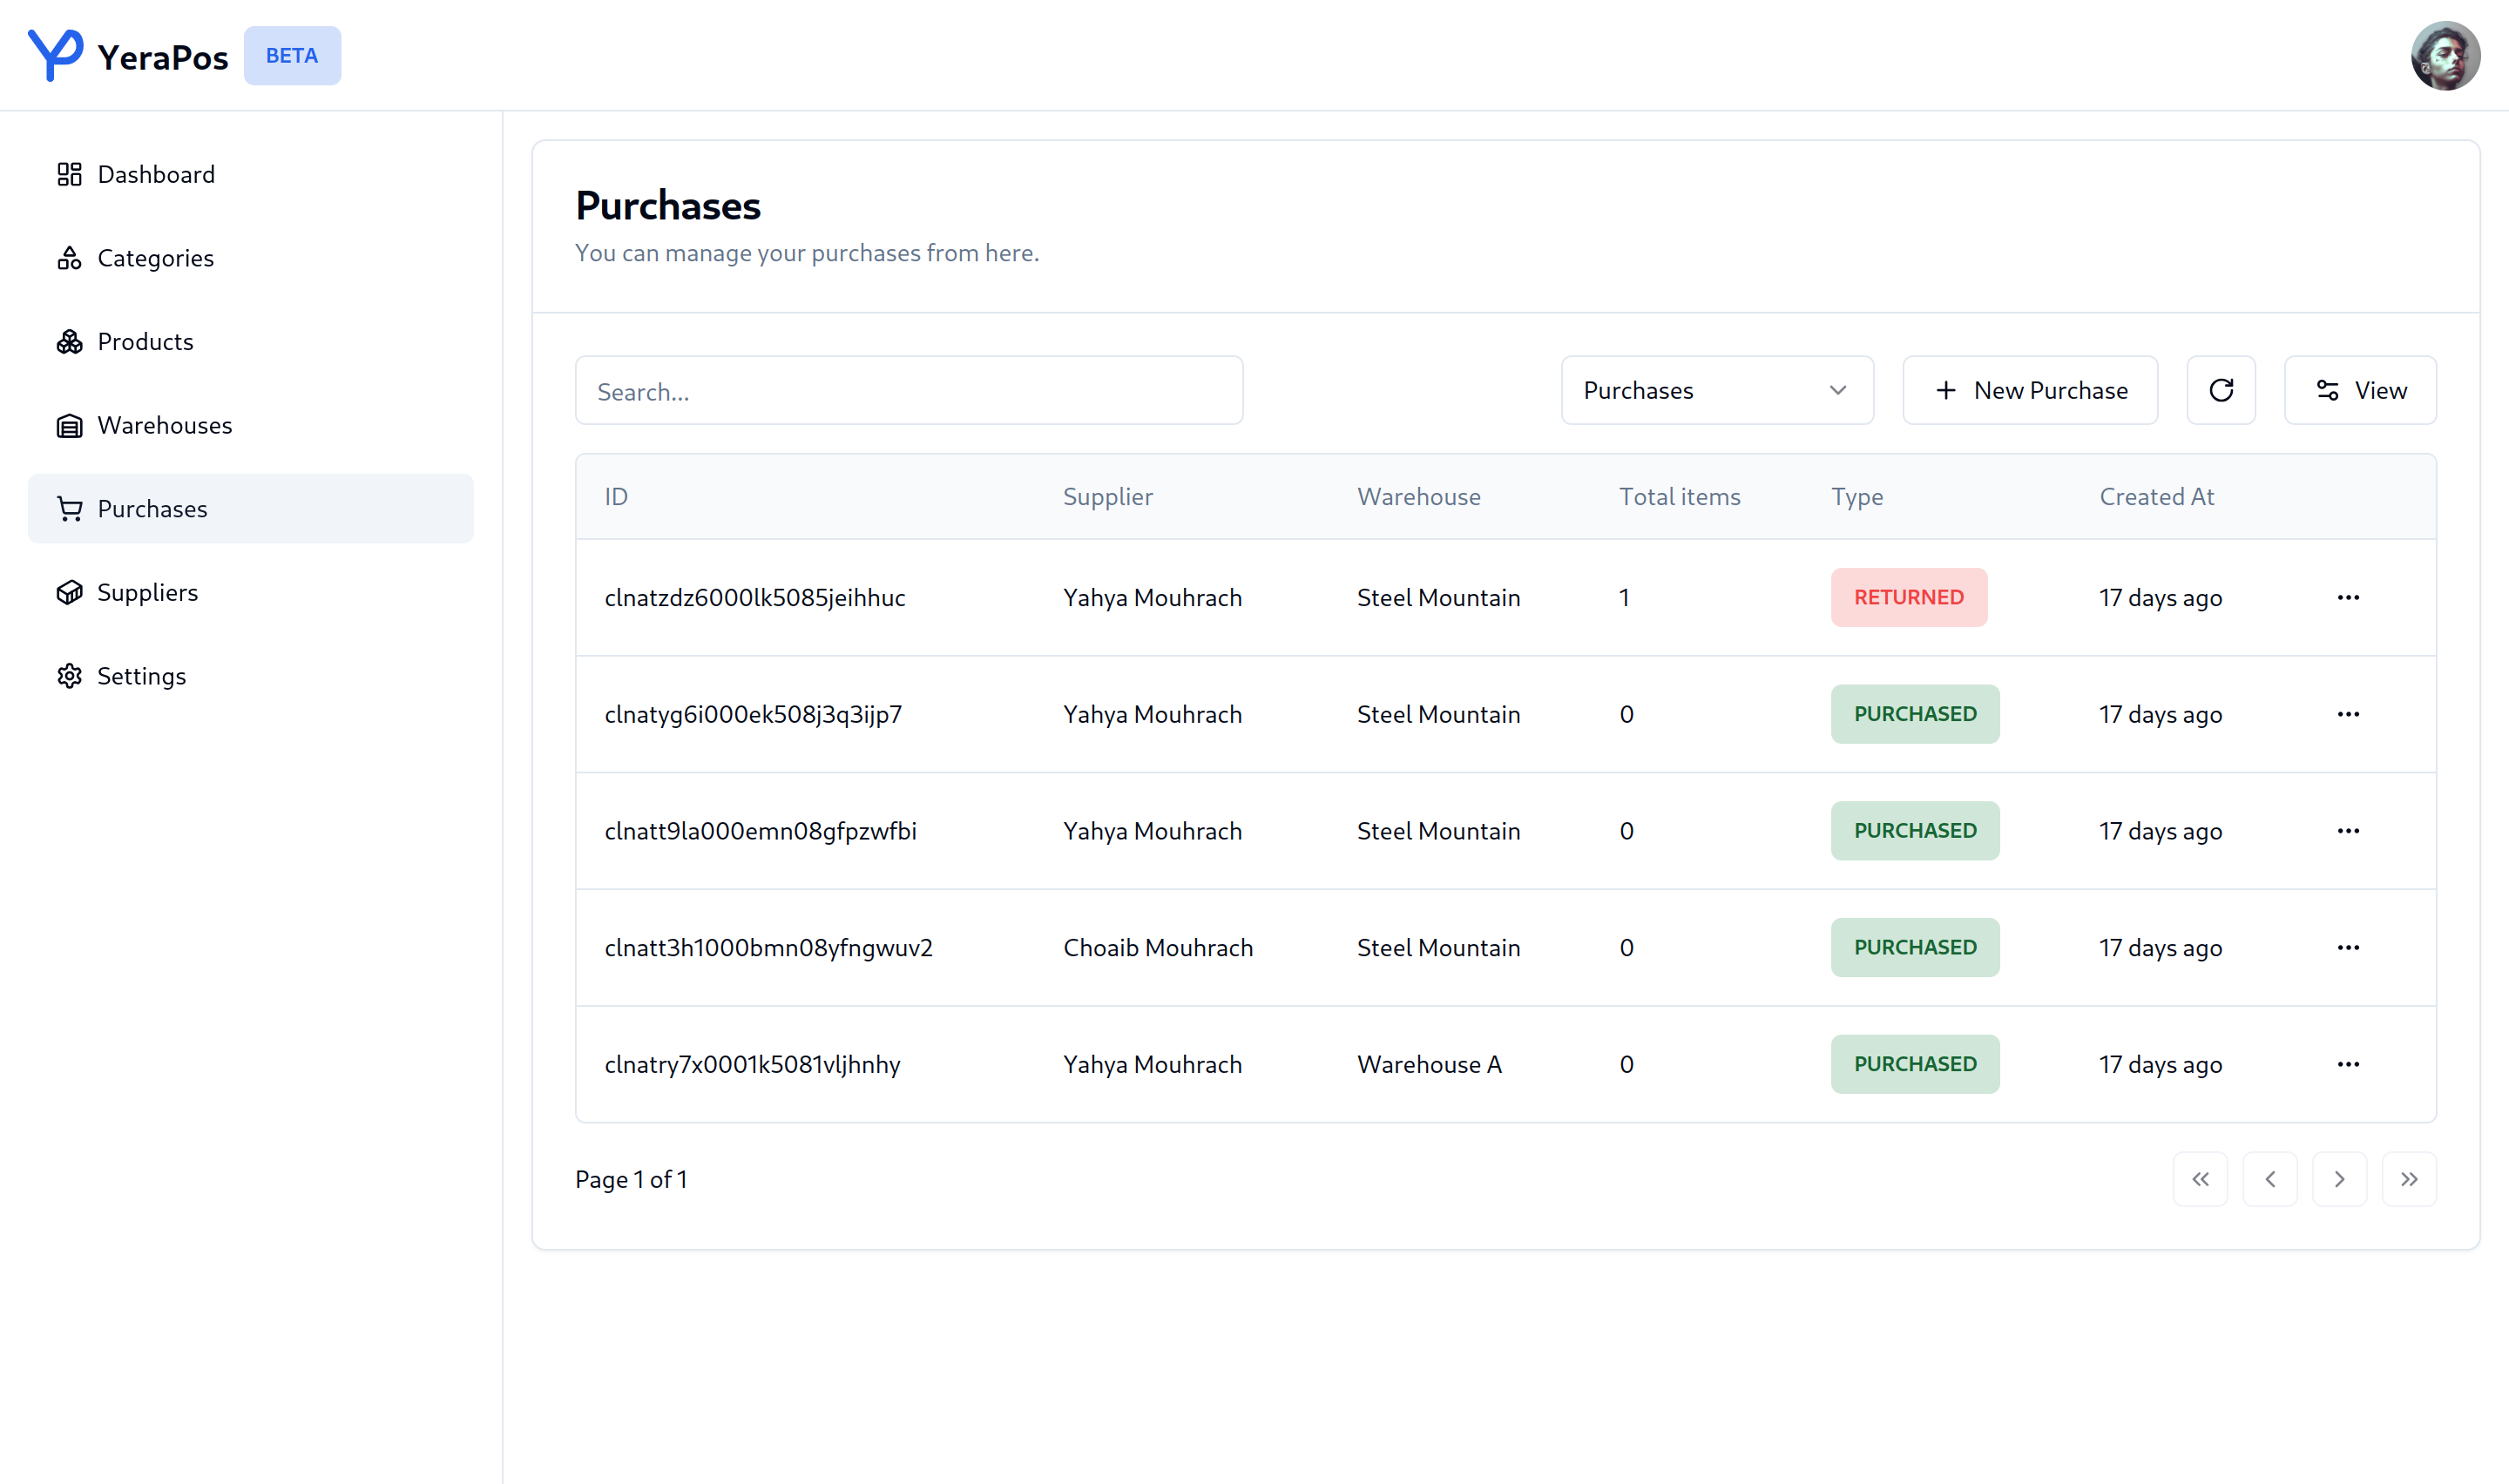 YeraPos BETA
Dashboard
Categories
Products
Warehouses
Purchases
Suppliers
Settings
Purchases
You can manage your purchases from here.
Search... Purchases New Purchase View
ID Supplier Warehouse Total items Type Created At
clnatzdz6000lk5085jeihhuc Yahya Mouhrach Steel Mountain 1 RETURNED 17 days ago
clnatyg6i000ek508j3q3ijp7 Yahya Mouhrach Steel Mountain 0 PURCHASED 17 days ago
clnatt9la000emn08gfpzwfbi Yahya Mouhrach Steel Mountain 0 PURCHASED 17 days ago
clnatt3h1000bmn08yfngwuv2 Choaib Mouhrach Steel Mountain 0 PURCHASED 17 days ago
clnatry7x0001k5081vljhnhy Yahya Mouhrach Warehouse A 0 PURCHASED 17 days ago
Page 1 of 1